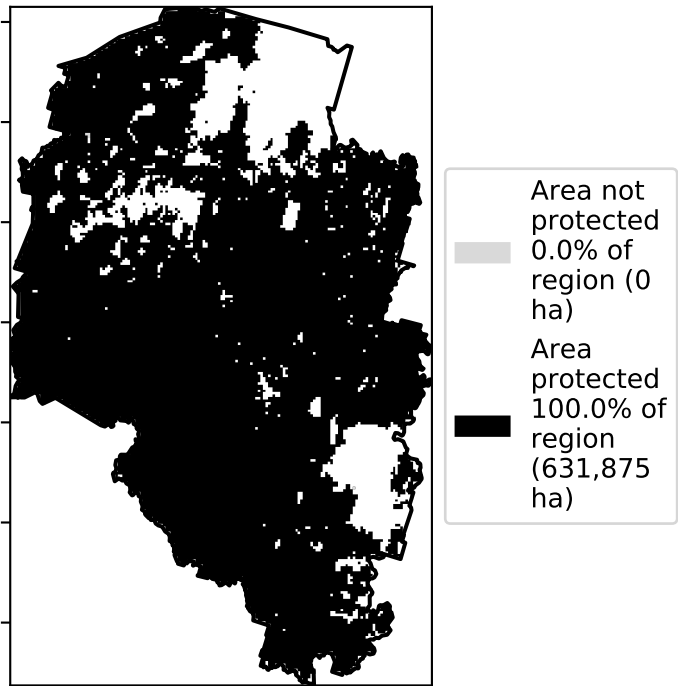 Area not
protected
0.0% of
region (0
ha)
Area
protected
100.0% of
region
(631,875
ha)